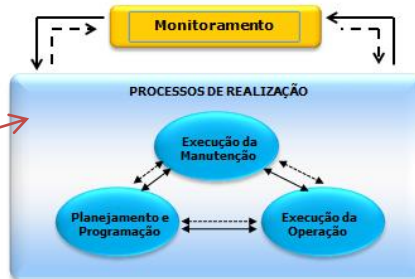 Monitoramento
PROCESSOS DE REALIZAÇÃO
Execução da
Manutenção
Planejamento e
Programação
Execução da
Operação